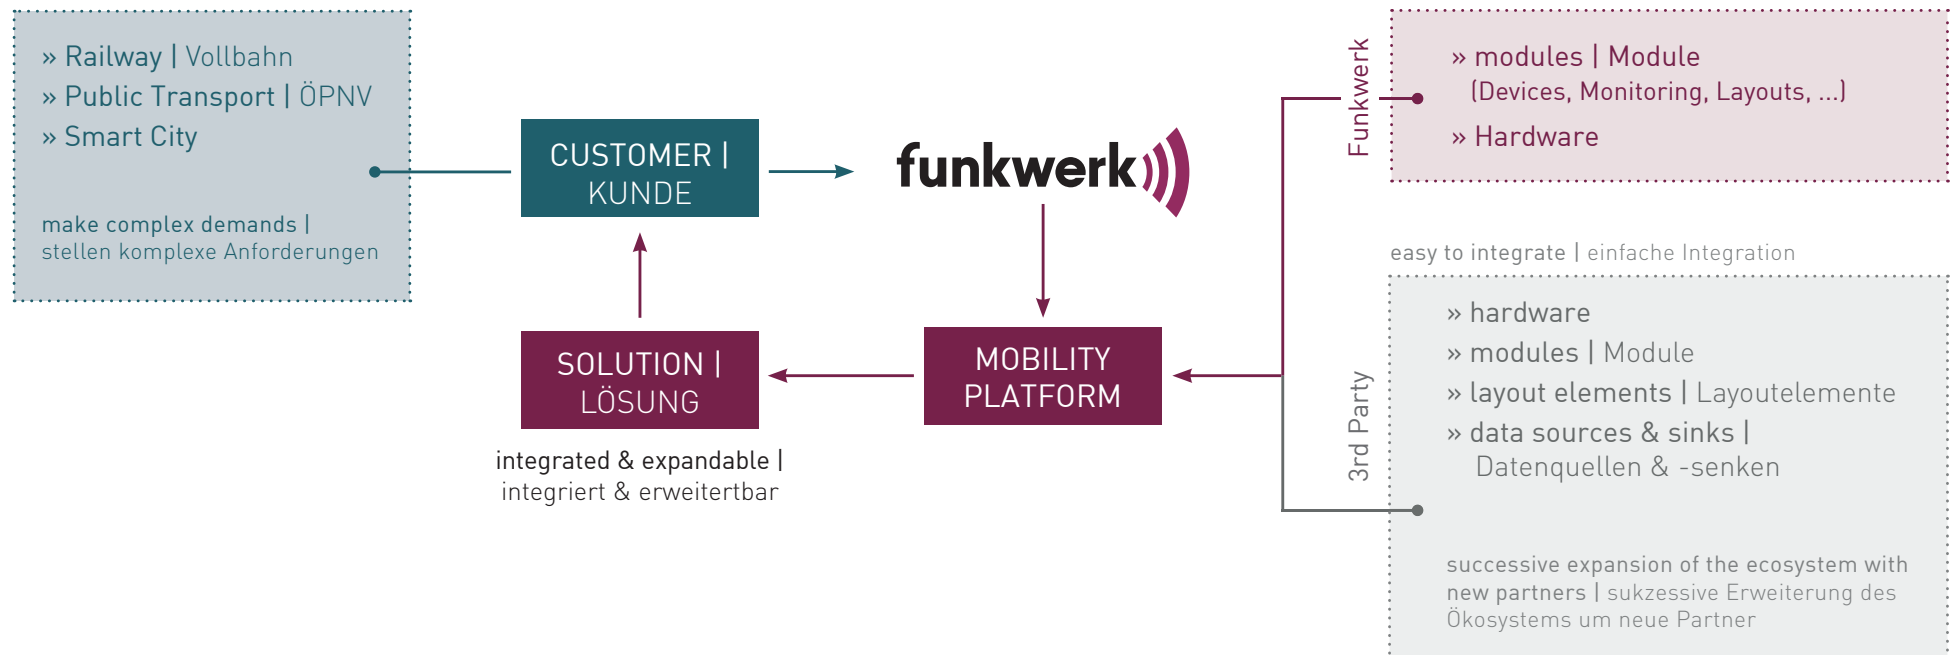 » Railway | Vollbahn
» Public Transport | ÖPNV
» Smart City
make complex demands |
stellen komplexe Anforderungen
CUSTOMER |
KUNDE
funkwerk
SOLUTION |
LÖSUNG
integrated & expandable |
integriert & erweitertbar
MOBILITY
PLATFORM
Funkwerk
» modules | Module
(Devices, Monitoring, Layouts, ...)
» Hardware
easy to integrate | einfache Integration
3rd Party
» hardware
» modules | Module
» layout elements | Layoutelemente
» data sources & sinks |
Datenquellen & -senken
successive expansion of the ecosystem with
new partners | sukzessive Erweiterung des
Ökosystems um neue Partner